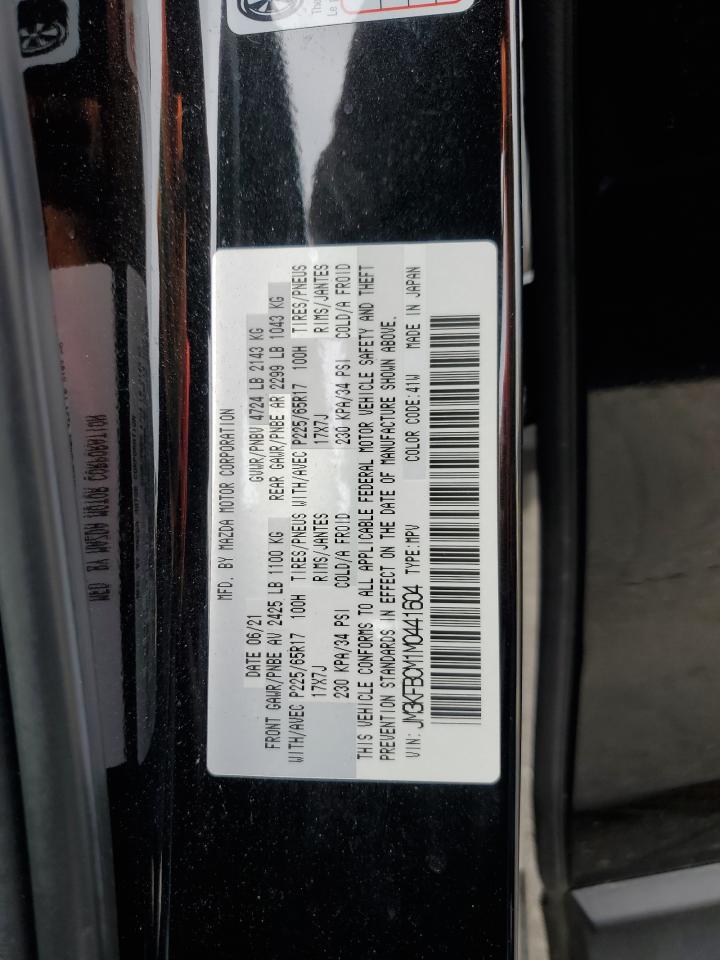 The
Le
MFD. BY MAZDA MOTOR CORPORATION
DATE 06/21 GVWR/PNBV 4724 LB 2143 KG
FRONT GAWR/PNBE AV 2425 LB 1100 KG REAR GAWR/PNBE AR 2299 LB 1043 KG
WITH/AVEC P225/65R17 100H TIRES/PNEUS WITH/AVEC P225/65R17 100H TIRES/PNEUS
17X7J RIMS/JANTES 17X7J RIMS/JANTES
230 KPA/34 PSI COLD/A FROID 230 KPA/34 PSI COLD/A FROID
THIS VEHICLE CONFORMS TO ALL APPLICABLE FEDERAL MOTOR VEHICLE SAFETY AND THEFT
PREVENTION STANDARDS IN EFFECT ON THE DATE OF MANUFACTURE SHOWN ABOVE.
VIN: JM3KFBCM1M0441604 TYPE:MPV COLOR CODE:41W MADE IN JAPAN